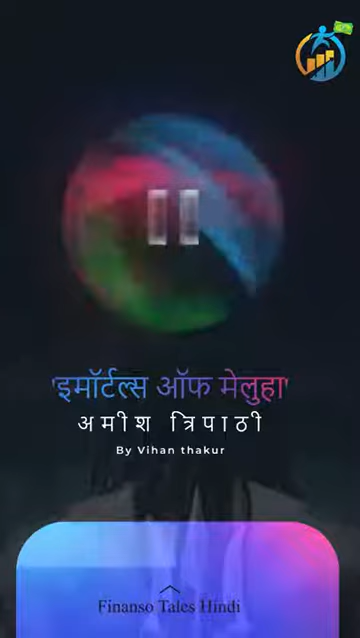 'इमॉर्टल्स ऑफ मेलुहा'
अमीश त्रिपाठी
By Vihan thakur
Finanso Tales Hindi